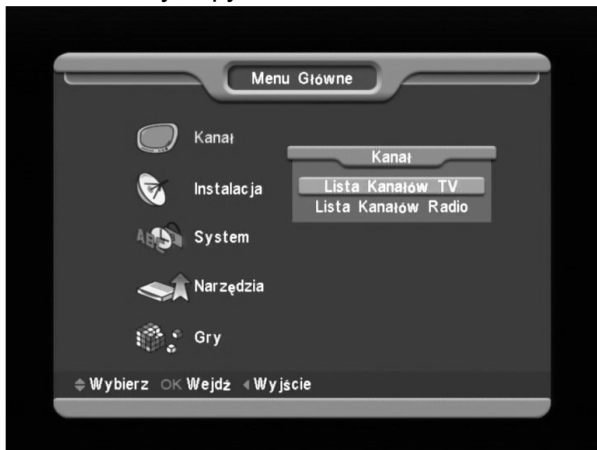 Menu Główne
Kanał
Instalacja
System
Narzędzia
Gry
Kanał
Lista Kanałów TV
Lista Kanałów Radio
Wybierz OK Wejdź Wyjście